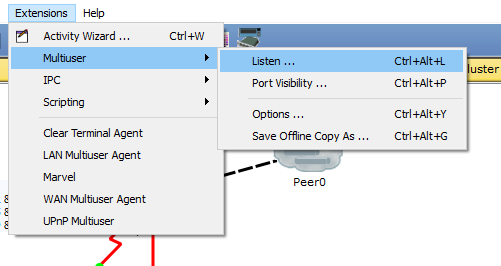 Extensions Help
Activity Wizard ... Ctrl+W
Multiuser
IPC
Scripting
Clear Terminal Agent
LAN Multiuser Agent
Marvel
WAN Multiuser Agent
UPnP Multiuser
Listen ... Ctrl+Alt+L
Port Visibility ... Ctrl+Alt+P
Options ... Ctrl+Alt+Y
Save Offline Copy As ... Ctrl+Alt+G
luster
Peer0